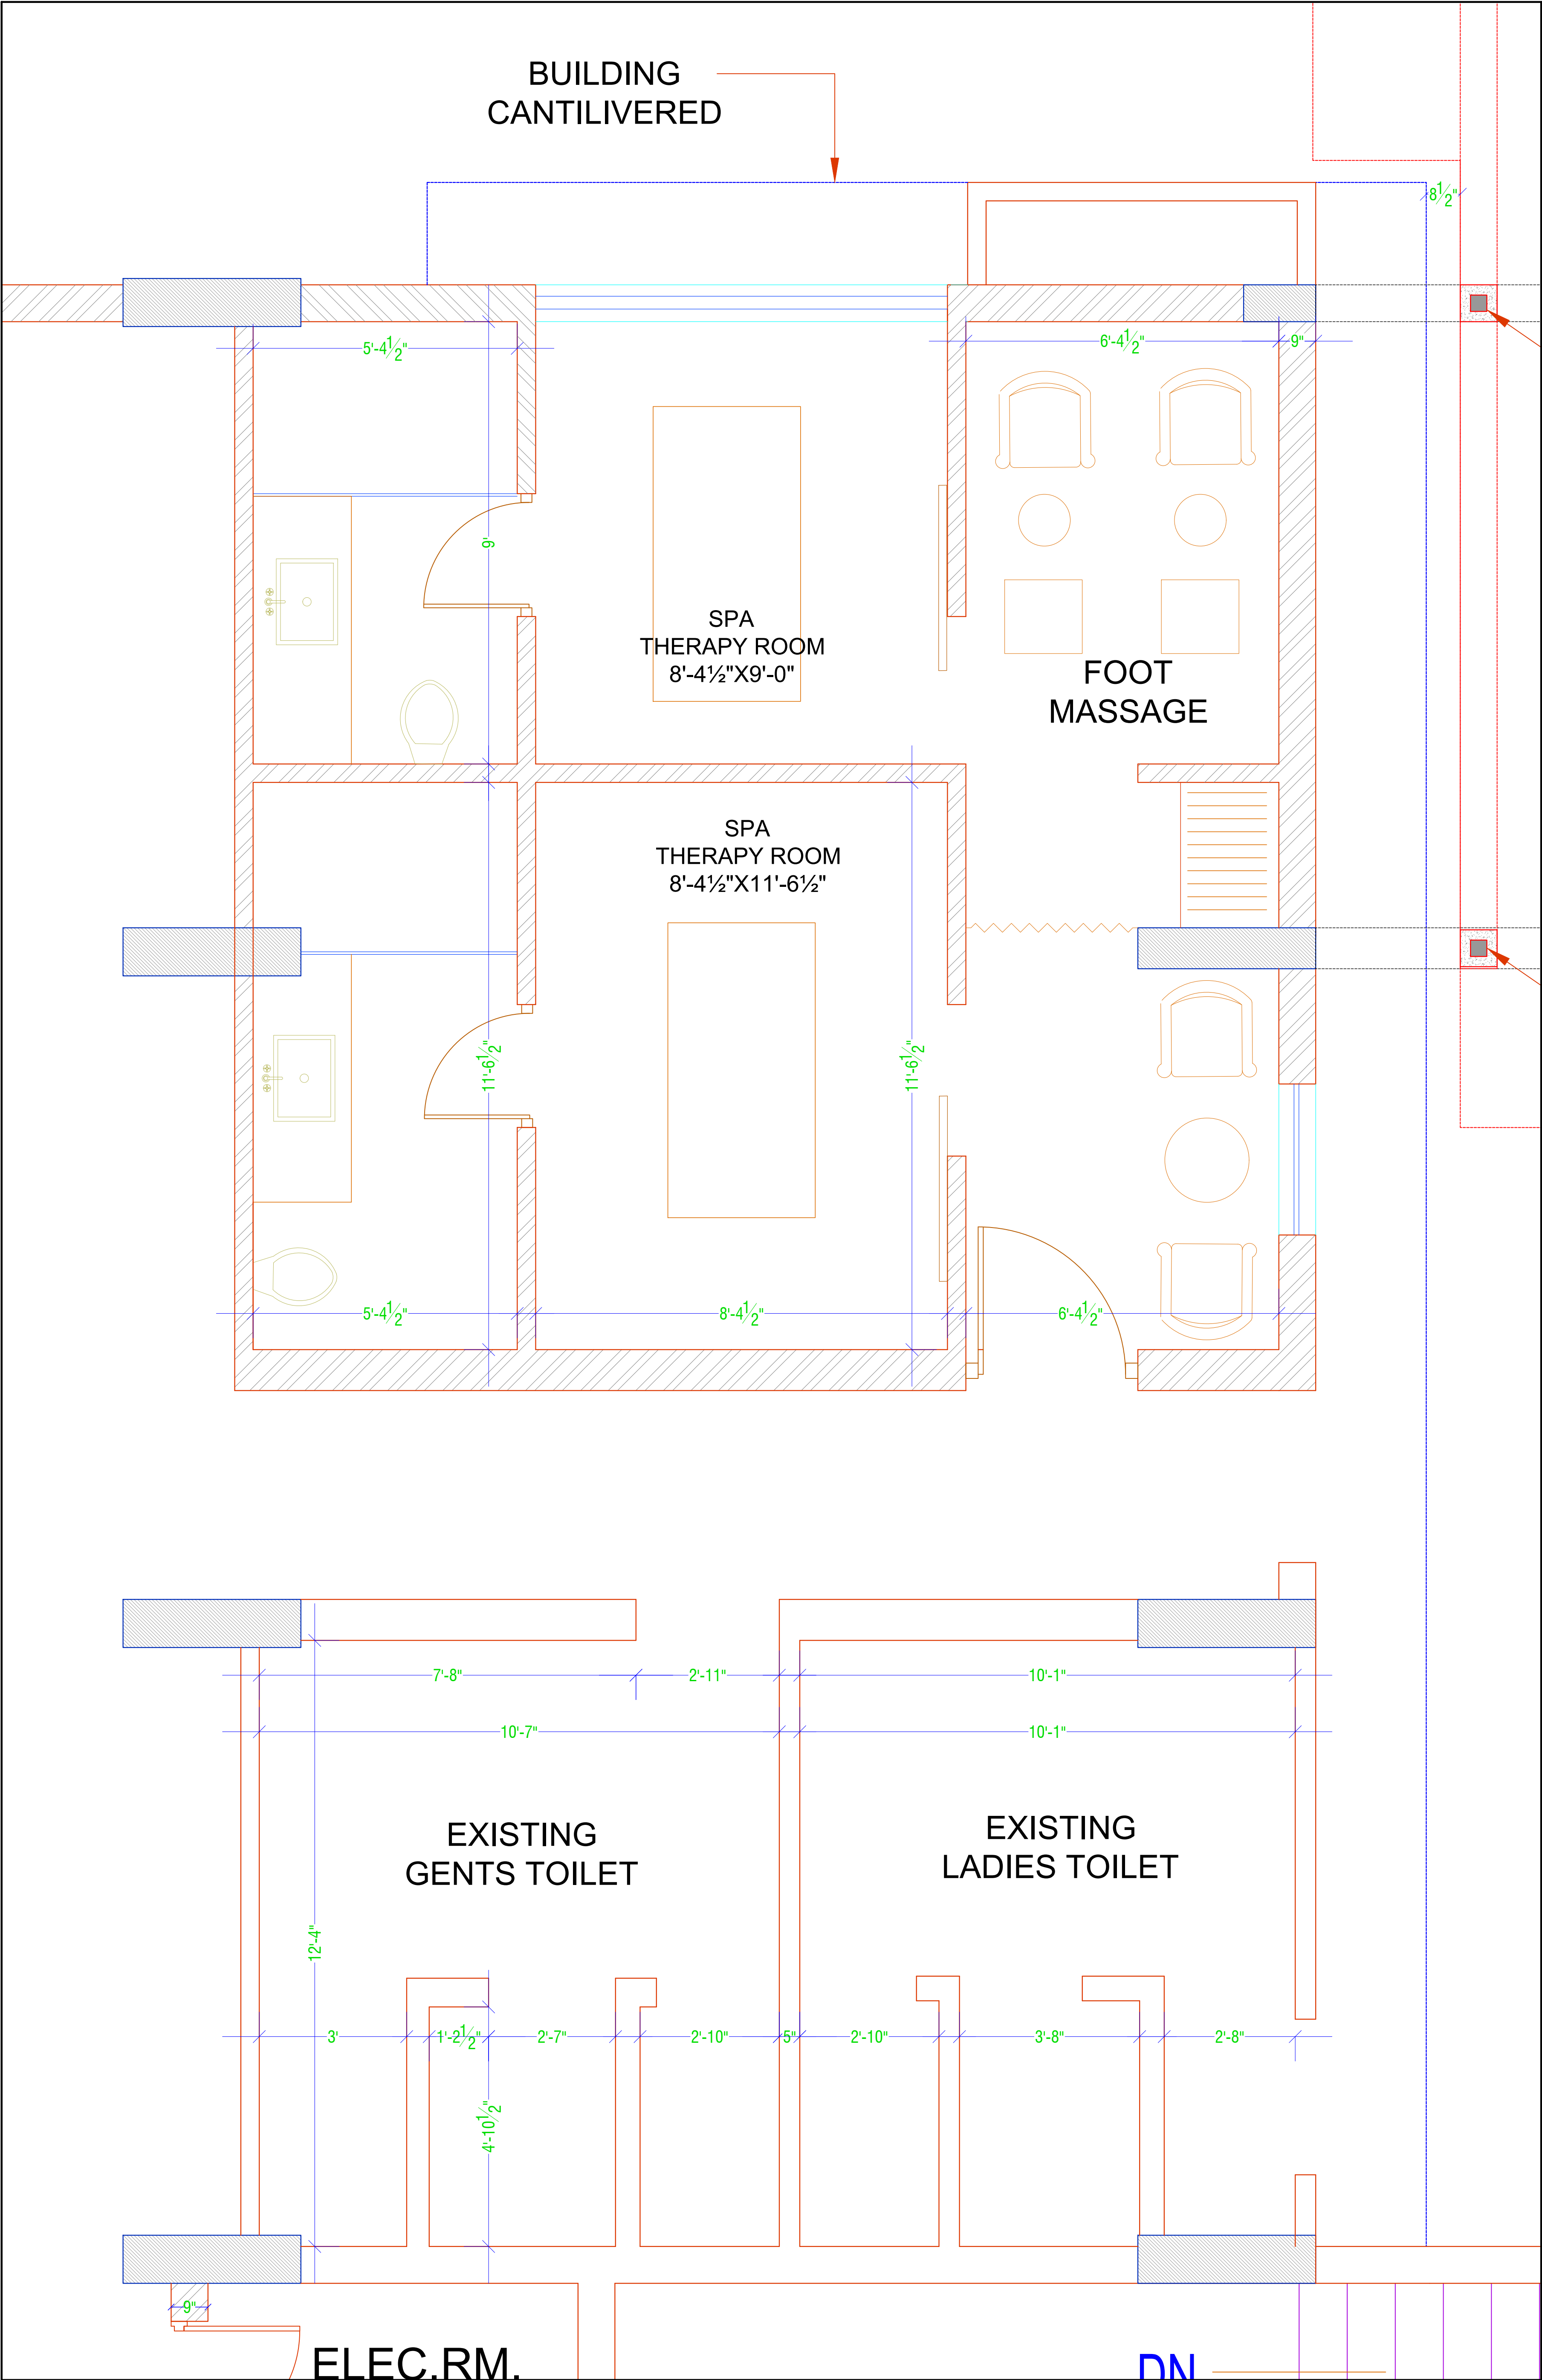 BUILDING
CANTILIVERED
8½"
5'-4½"
6'-4½"
9"
9'
SPA
THERAPY ROOM
8'-4½"X9'-0"
FOOT
MASSAGE
SPA
THERAPY ROOM
8'-4½"X11'-6½"
11'-6½"
11'-6½"
5'-4½"
8'-4½"
6'-4½"
7'-8"
2'-11"
10'-1"
10'-7"
10'-1"
EXISTING
GENTS TOILET
EXISTING
LADIES TOILET
12'-4"
3'
1'-2½"
2'-7"
2'-10"
5"
2'-10"
3'-8"
2'-8"
4'-10½"
9"
ELEC.RM.
DN